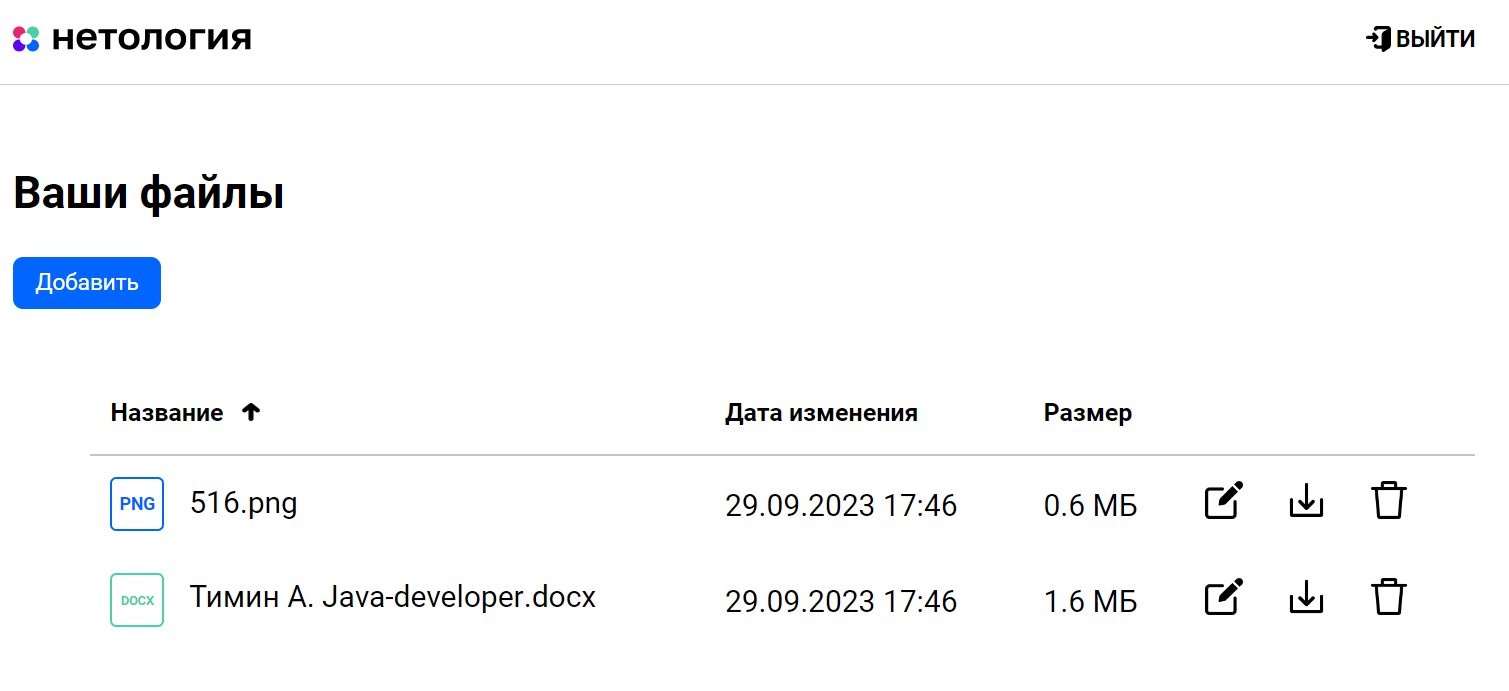 нетология
ВЫЙТИ
Ваши файлы
Добавить
Название Дата изменения Размер
PNG 516.png 29.09.2023 17:46 0.6 МБ
DOCX Тимин А. Java-developer.docx 29.09.2023 17:46 1.6 МБ